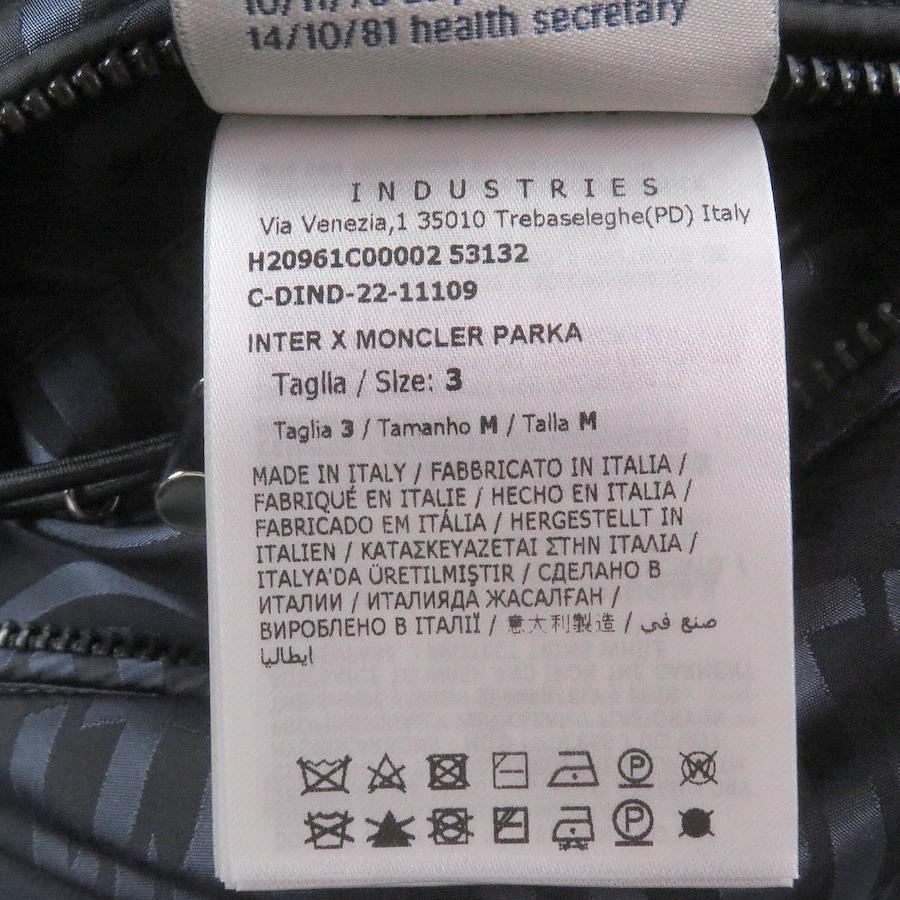 14/10/81 health secretary
INDUSTRIES
Via Venezia,1 35010 Trebaseleghe(PD) Italy
H20961C00002 53132
C-DIND-22-11109
INTER X MONCLER PARKA
Taglia / Size: 3
Taglia 3 / Tamanho M / Talla M
MADE IN ITALY / FABBRICATO IN ITALIA /
FABRIQUÉ EN ITALIE / HECHO EN ITALIA /
FABRICADO EM ITÁLIA / HERGESTELLT IN
ITALIEN / ΚΑΤΑΣΚΕΥΑΖΕΤΑΙ ΣΤΗΝ ΙΤΑΛΙΑ /
ITALYA'DA ÜRETILMIŞTIR / СДЕЛАНО В
ИТАЛИИ / ИТАЛИЯДА ЖАСАЛҒАН /
ВИРОБЛЕНО В ІТАЛІЇ / 意大利製造 / صنع في
ايطاليا
P W
P